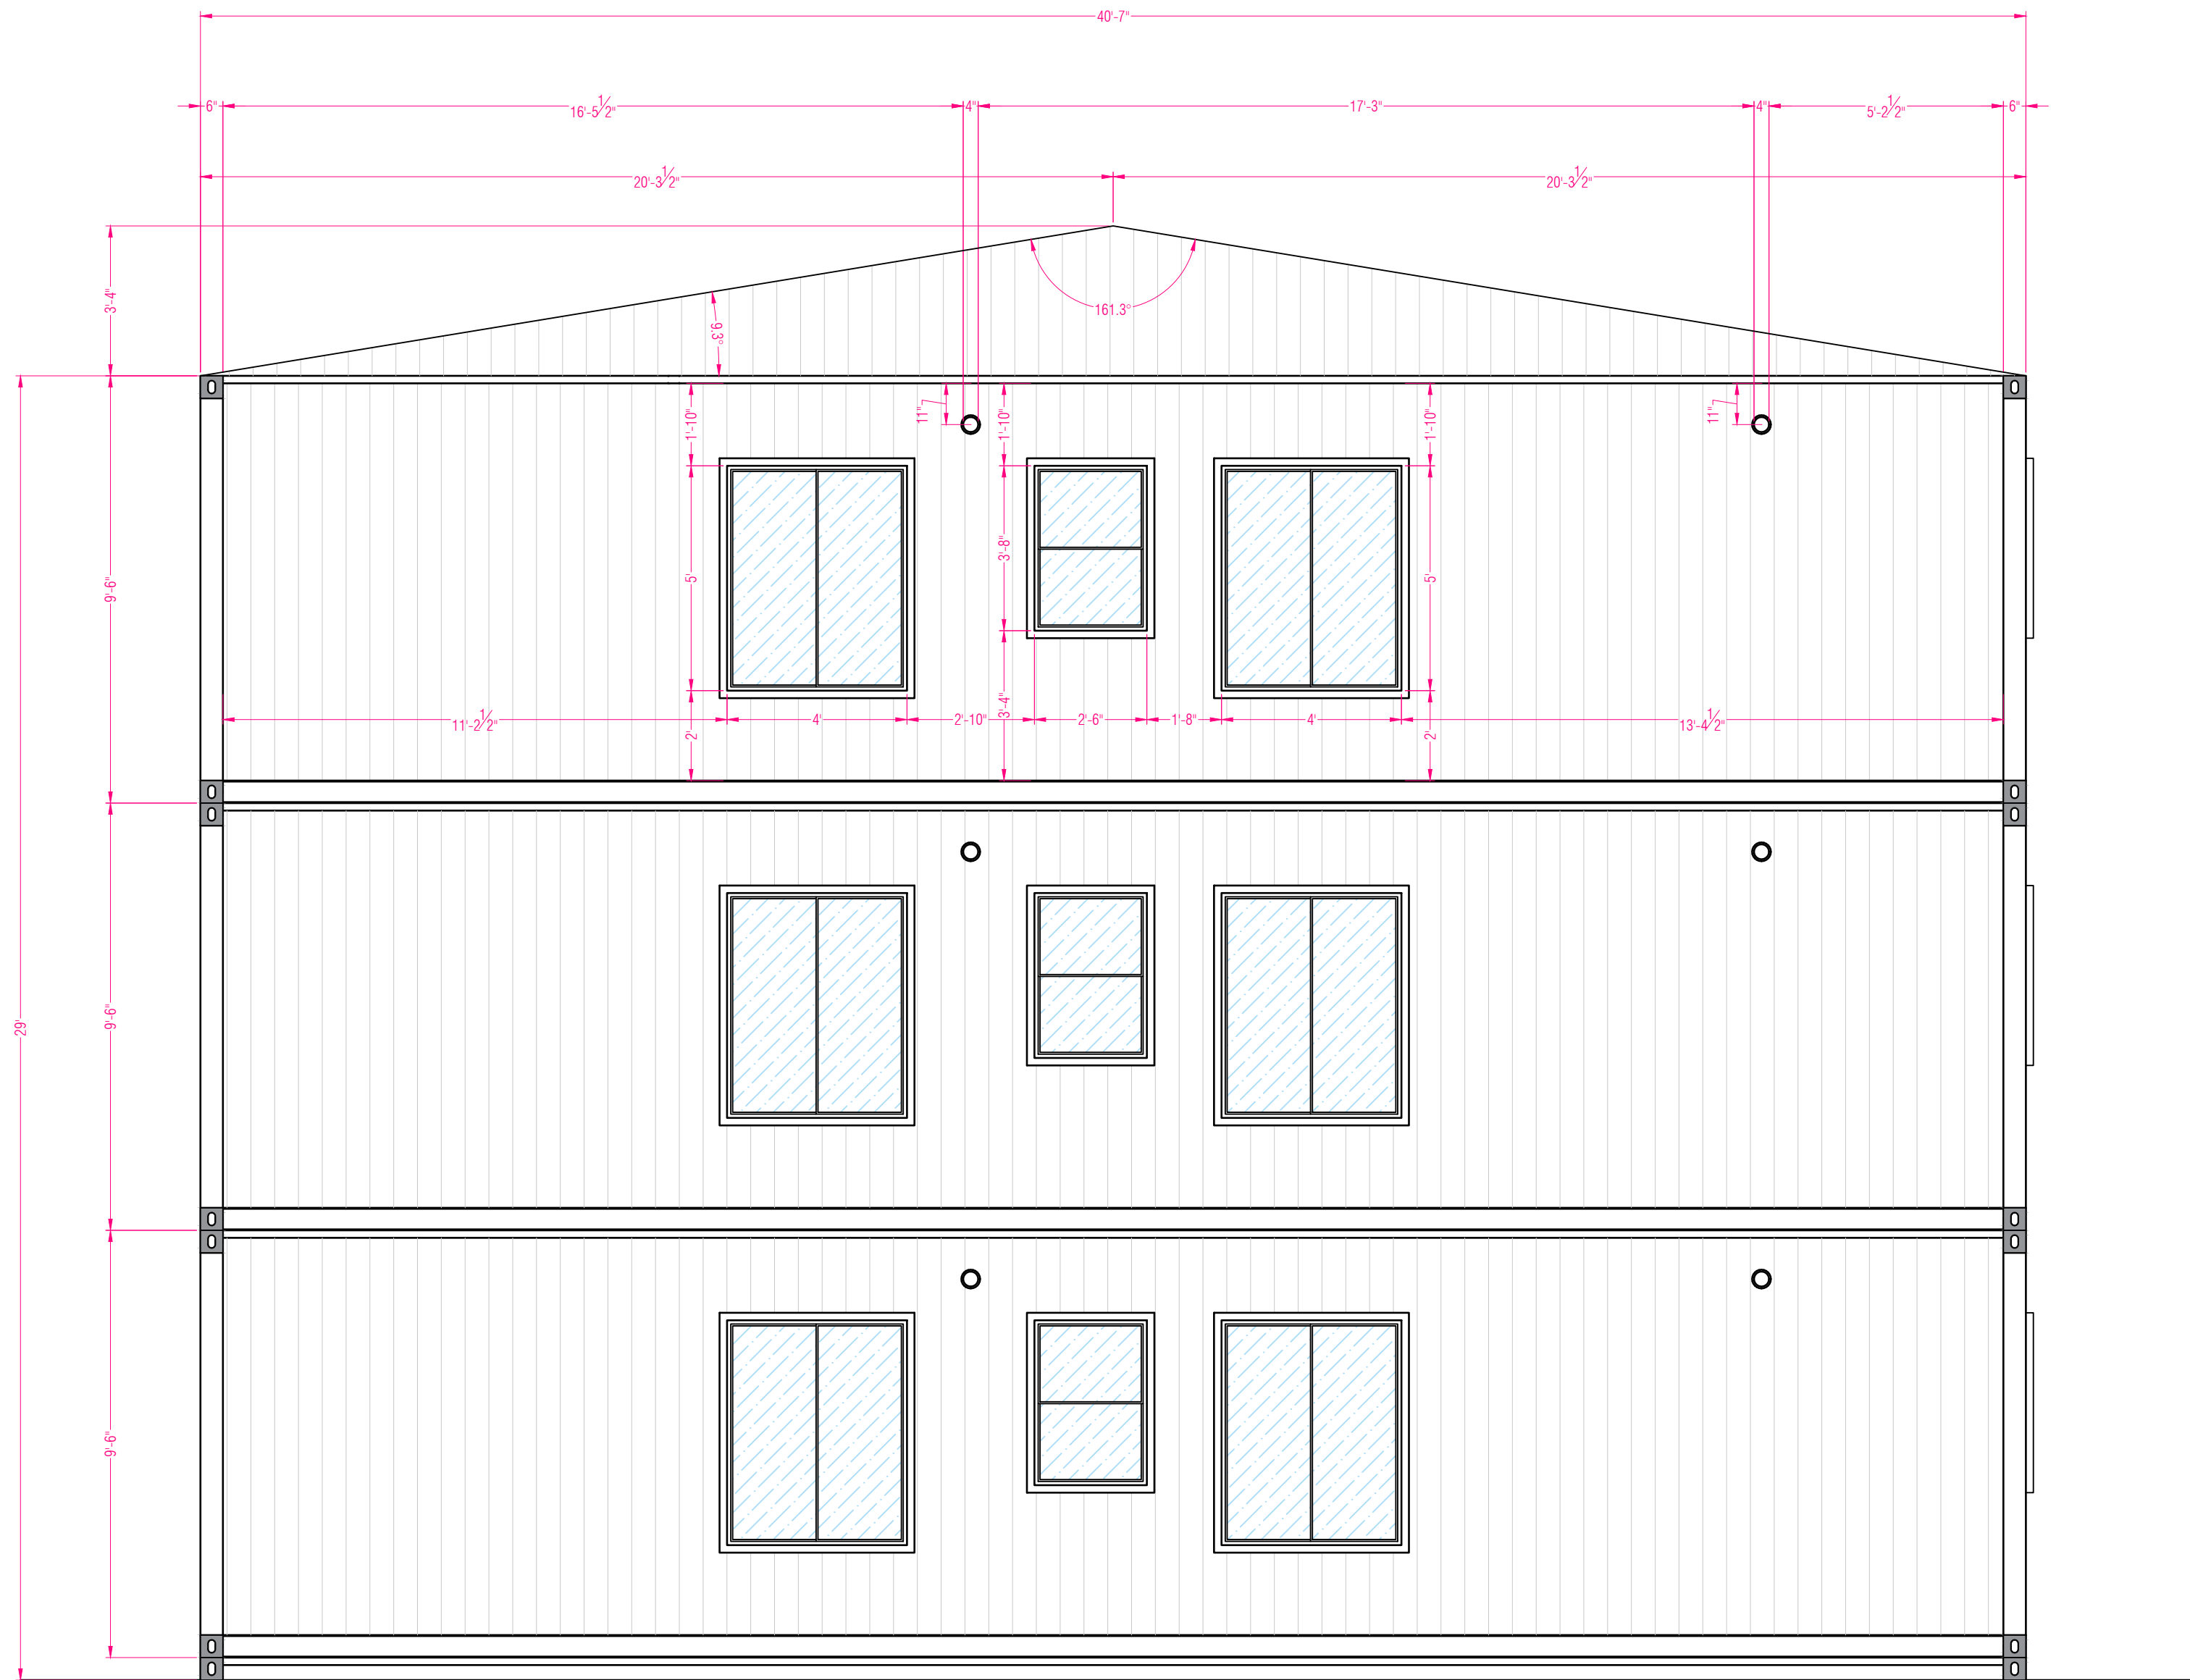 40'-7"
6" 16'-5 1/2" 4" 17'-3" 4" 5'-2 1/2" 6"
20'-3 1/2" 20'-3 1/2"
3'-4"
161.3°
9.3°
1'-10" 11" 1'-10" 1'-10" 11"
9'-6" 5' 3'-8" 5'
3'-4"
11'-2 1/2" 4' 2'-10" 2'-6" 1'-8" 4' 13'-4 1/2"
2' 2'
29'
9'-6"
9'-6"